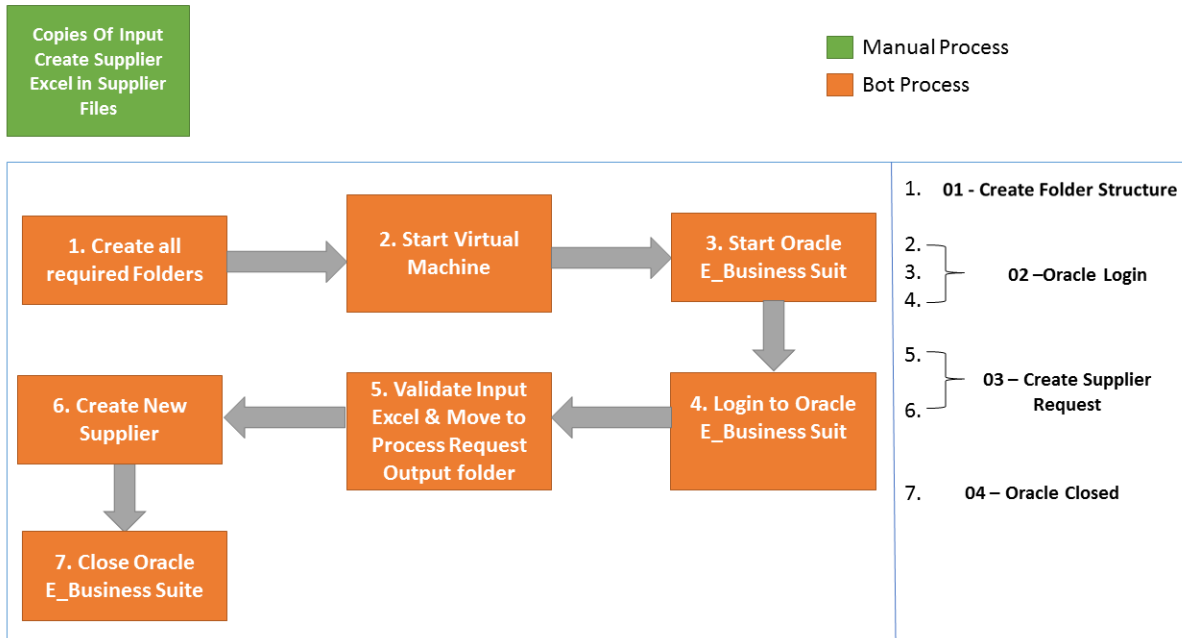 Copies Of Input
Create Supplier
Excel in Supplier
Files
Manual Process
Bot Process
1. Create all
required Folders
2. Start Virtual
Machine
3. Start Oracle
E_Business Suit
4. Login to Oracle
E_Business Suit
5. Validate Input
Excel & Move to
Process Request
Output folder
6. Create New
Supplier
7. Close Oracle
E_Business Suite
1. 01 - Create Folder Structure
2.
3. 02 –Oracle Login
4.
5.
03 – Create Supplier
Request
6.
7. 04 – Oracle Closed